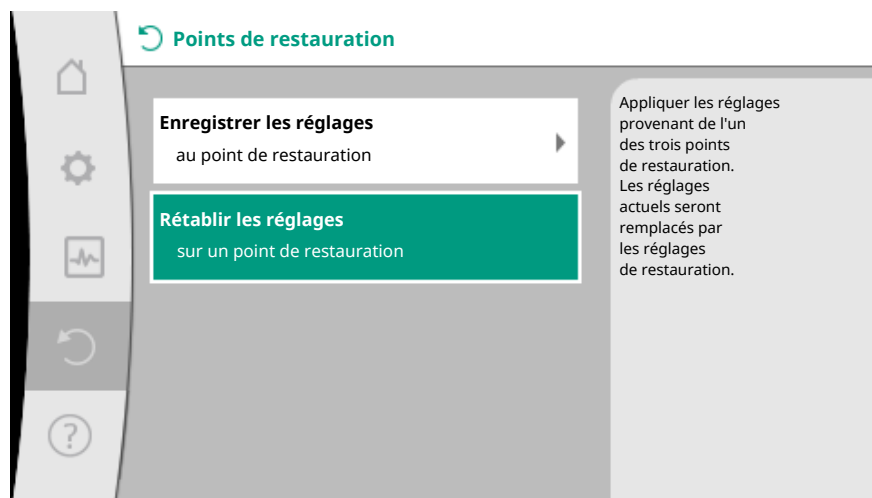 Points de restauration
Enregistrer les réglages
au point de restauration
Rétablir les réglages
sur un point de restauration
Appliquer les réglages
provenant de l'un
des trois points
de restauration.
Les réglages
actuels seront
remplacés par
les réglages
de restauration.
?